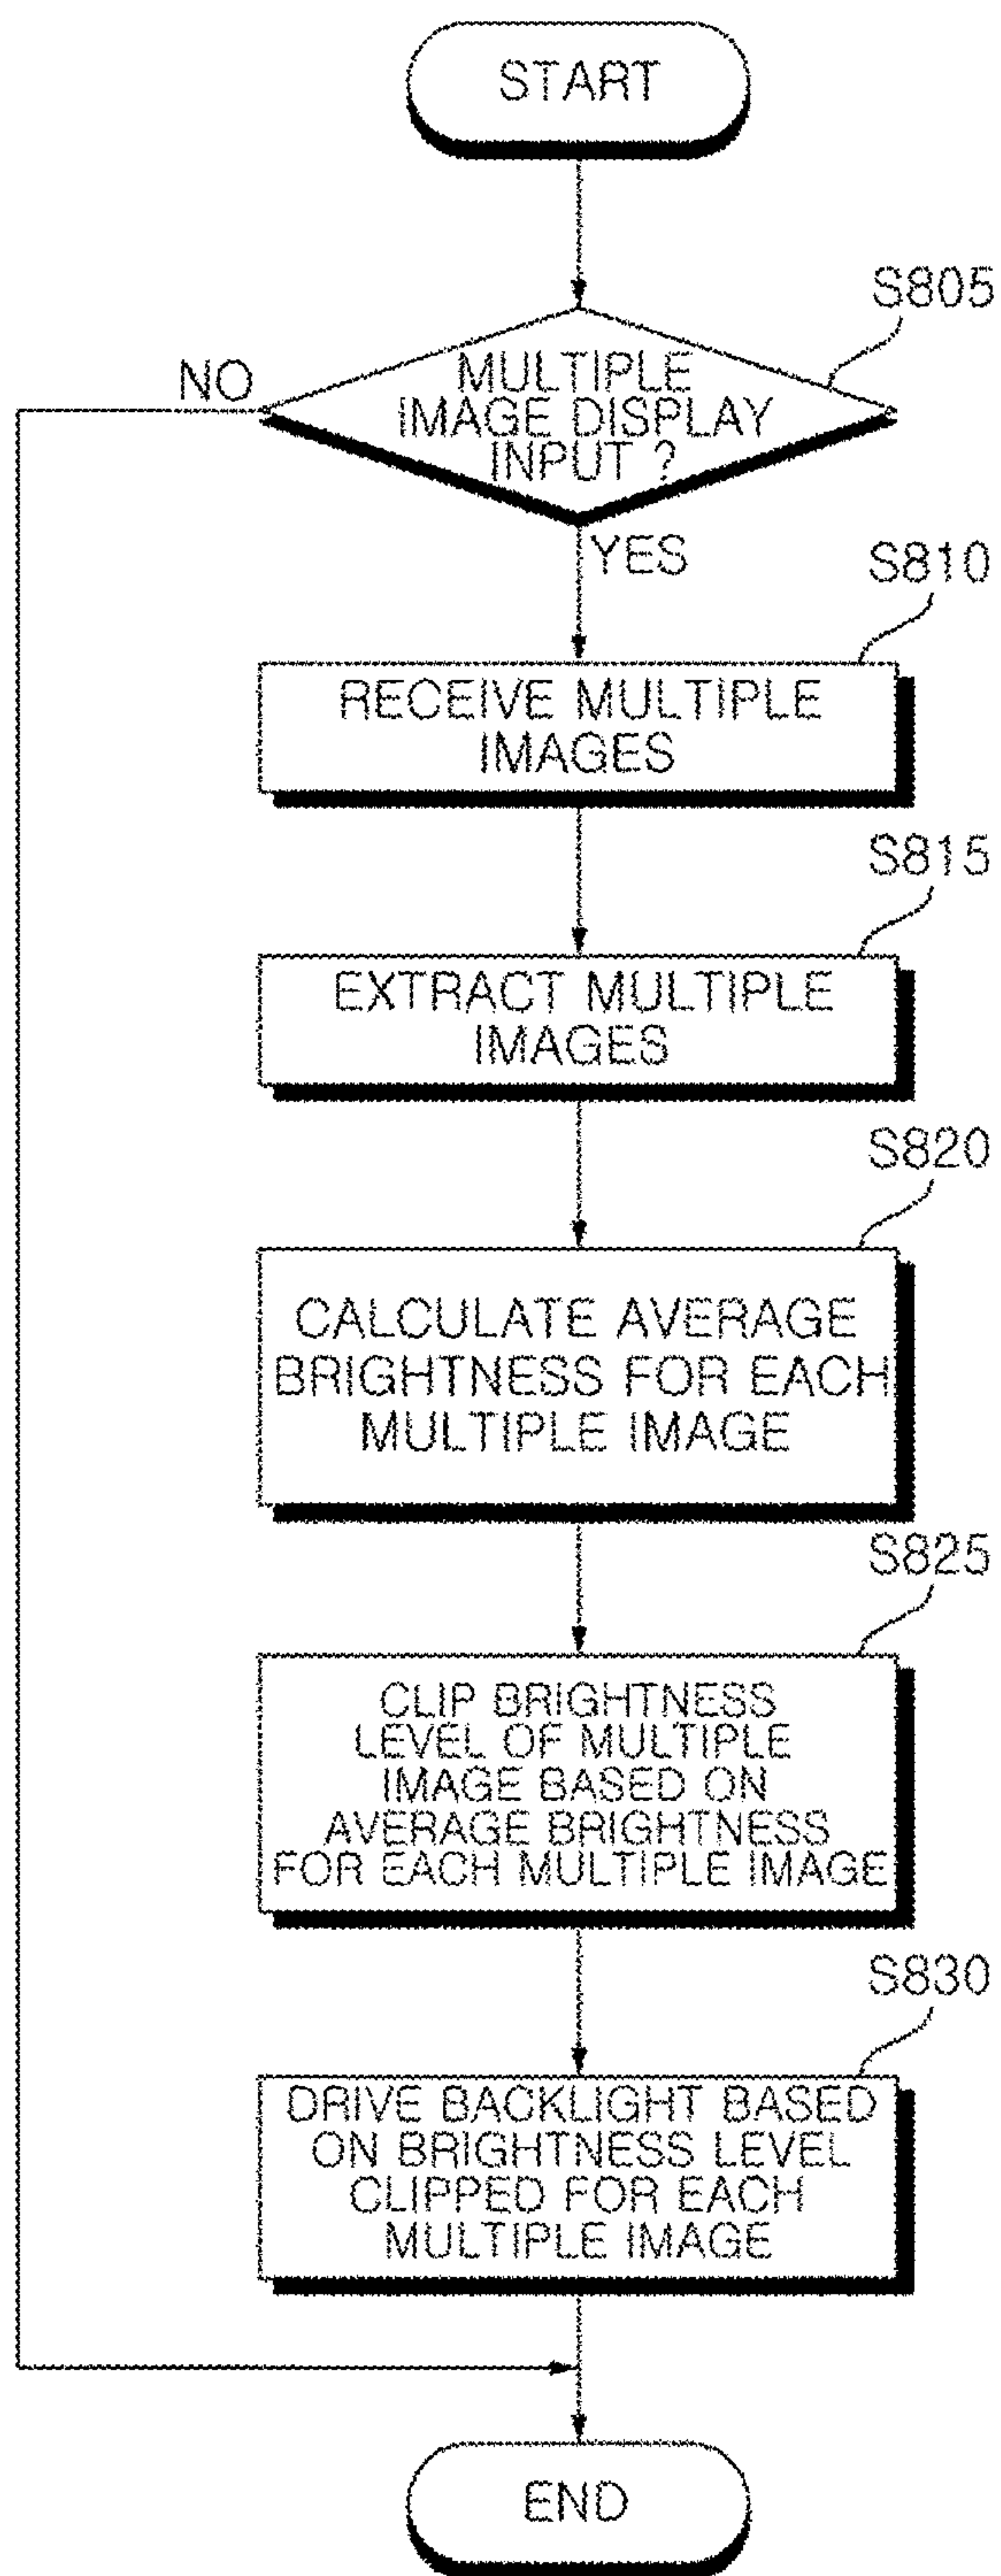 START
S805
NO
MULTIPLE
IMAGE DISPLAY
INPUT ?
YES
S810
RECEIVE MULTIPLE
IMAGES
S815
EXTRACT MULTIPLE
IMAGES
S820
CALCULATE AVERAGE
BRIGHTNESS FOR EACH
MULTIPLE IMAGE
S825
CLIP BRIGHTNESS
LEVEL OF MULTIPLE
IMAGE BASED ON
AVERAGE BRIGHTNESS
FOR EACH MULTIPLE IMAGE
S830
DRIVE BACKLIGHT BASED
ON BRIGHTNESS LEVEL
CLIPPED FOR EACH
MULTIPLE IMAGE
END